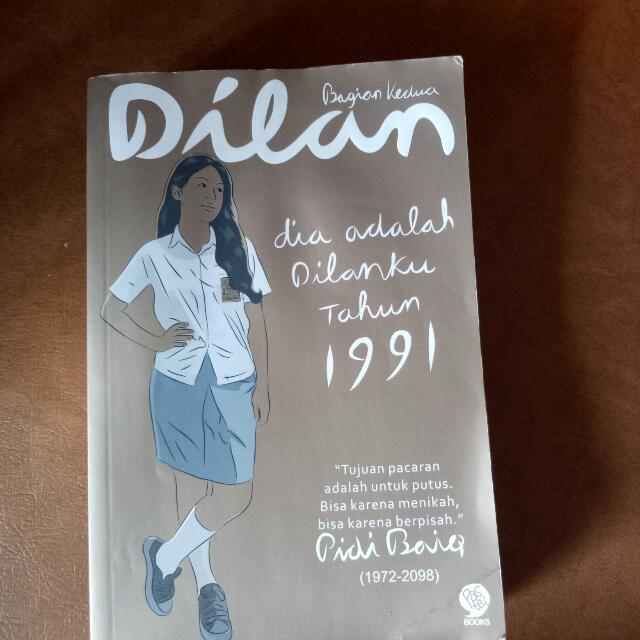 Bagian Kedua
Dilan
dia adalah
Dilanku
Tahun
1991
"Tujuan pacaran
adalah untuk putus.
Bisa karena menikah,
bisa karena berpisah."
Pidi Baiq
(1972-2098)
BOOKS